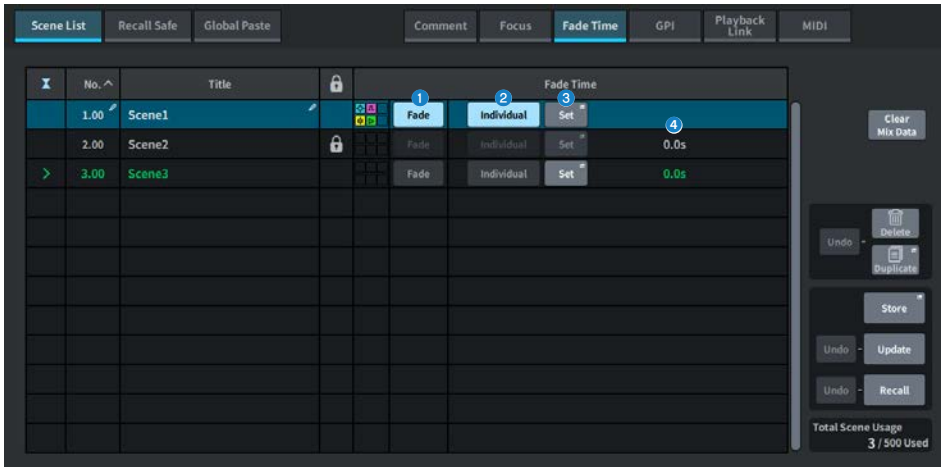 Scene List Recall Safe Global Paste Comment Focus Fade Time GPI Playback Link MIDI
No. Title Fade Time
1 2 3 4
1.00 Scene1 Fade Individual Set
2.00 Scene2 Fade Individual Set 0.0s
3.00 Scene3 Fade Individual Set 0.0s
Clear
Mix Data
Undo - Delete
Duplicate
Store
Undo - Update
Undo - Recall
Total Scene Usage
3 / 500 Used